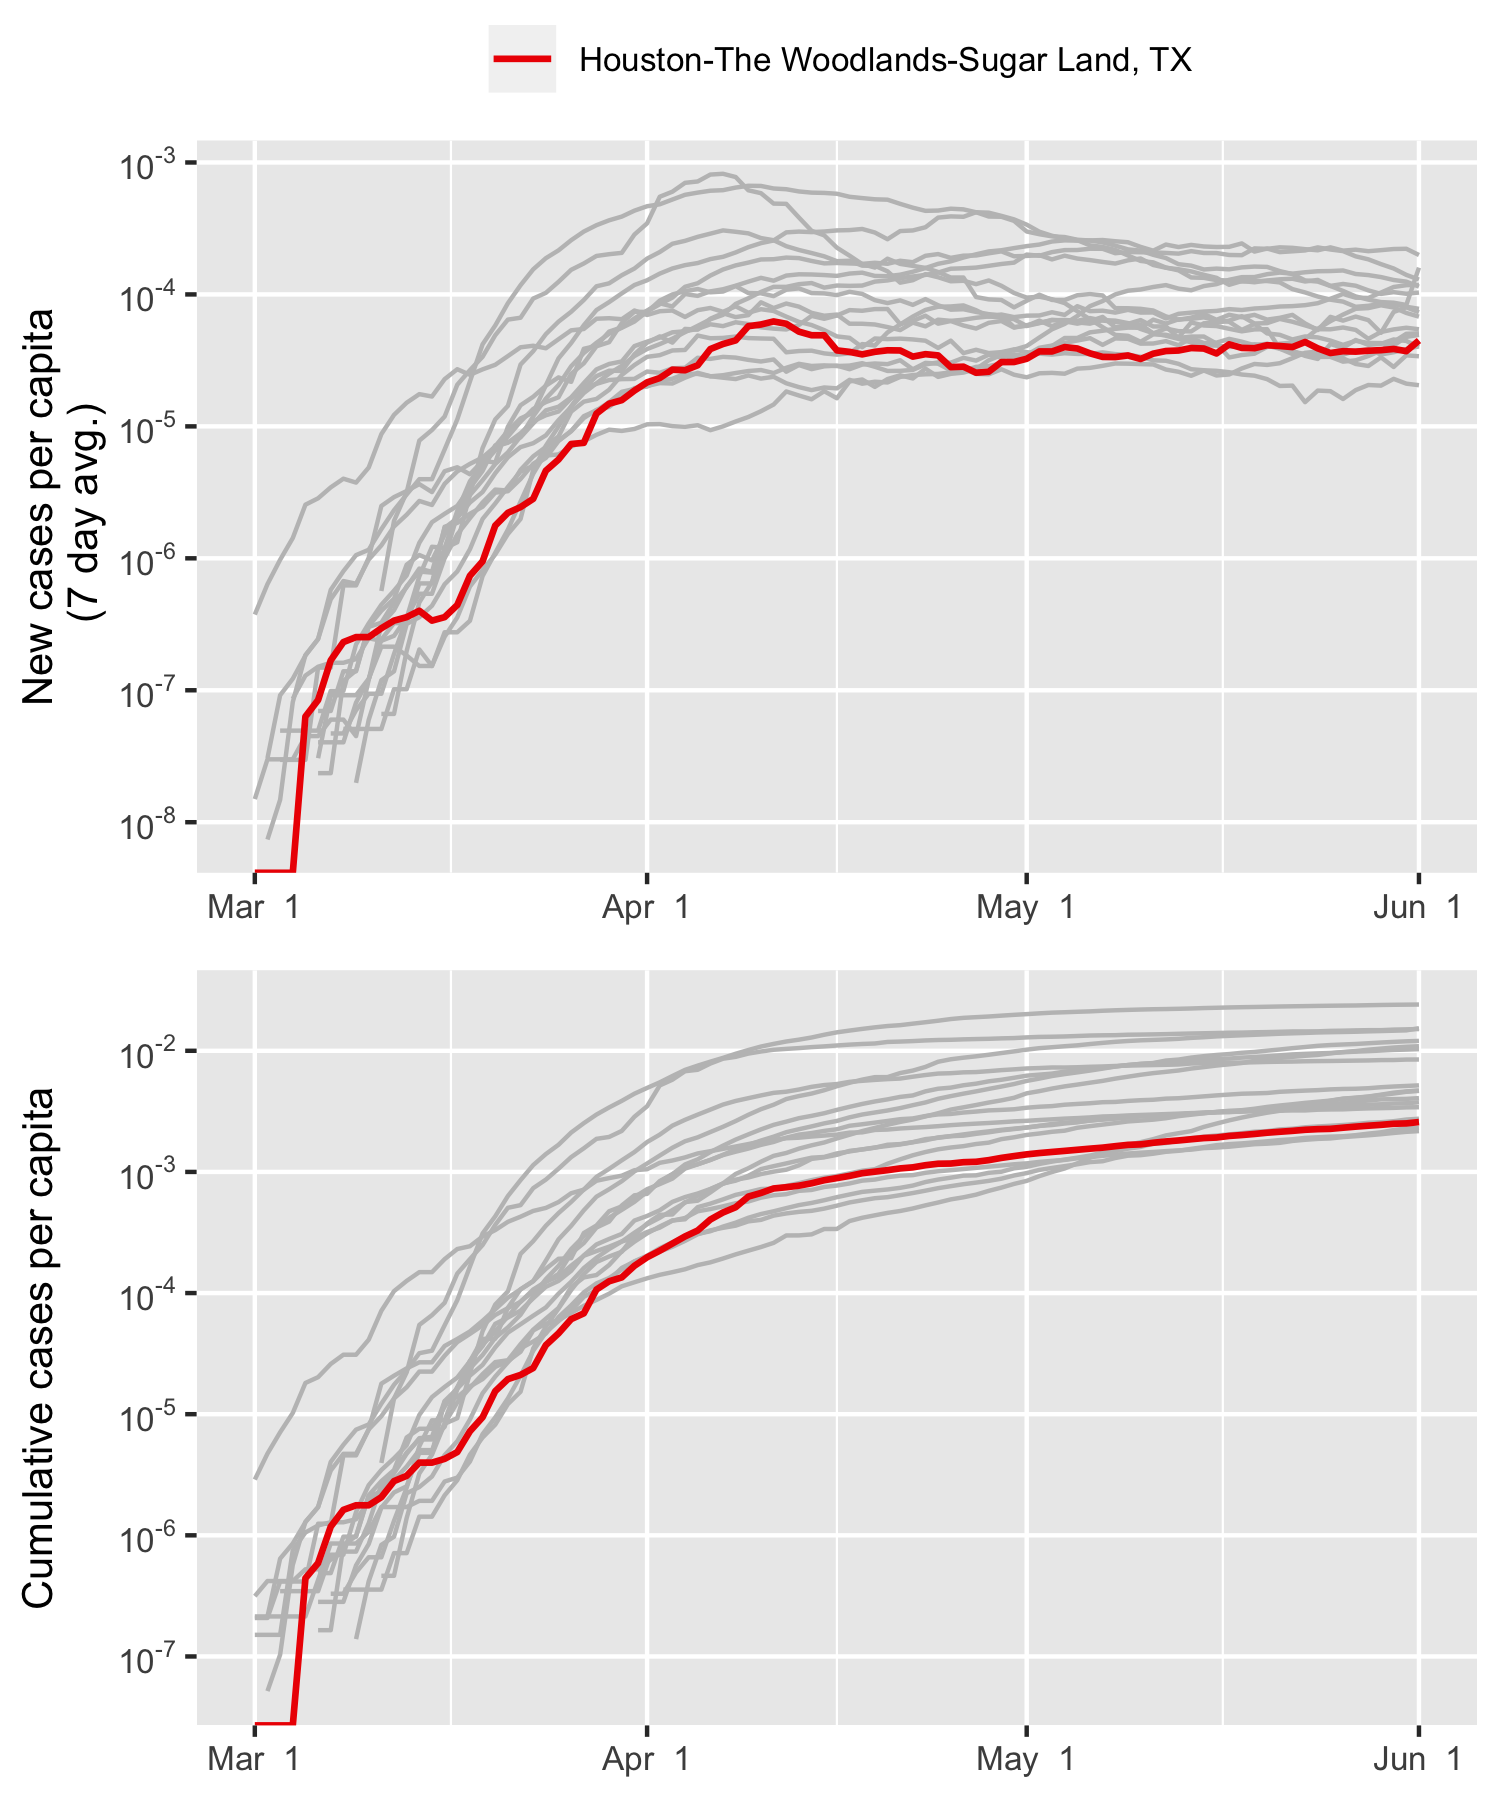 Houston-The Woodlands-Sugar Land, TX
New cases per capita
(7 day avg.)
10-3
10-4
10-5
10-6
10-7
10-8
Mar 1 Apr 1 May 1 Jun 1
Cumulative cases per capita
10-2
10-3
10-4
10-5
10-6
10-7
Mar 1 Apr 1 May 1 Jun 1